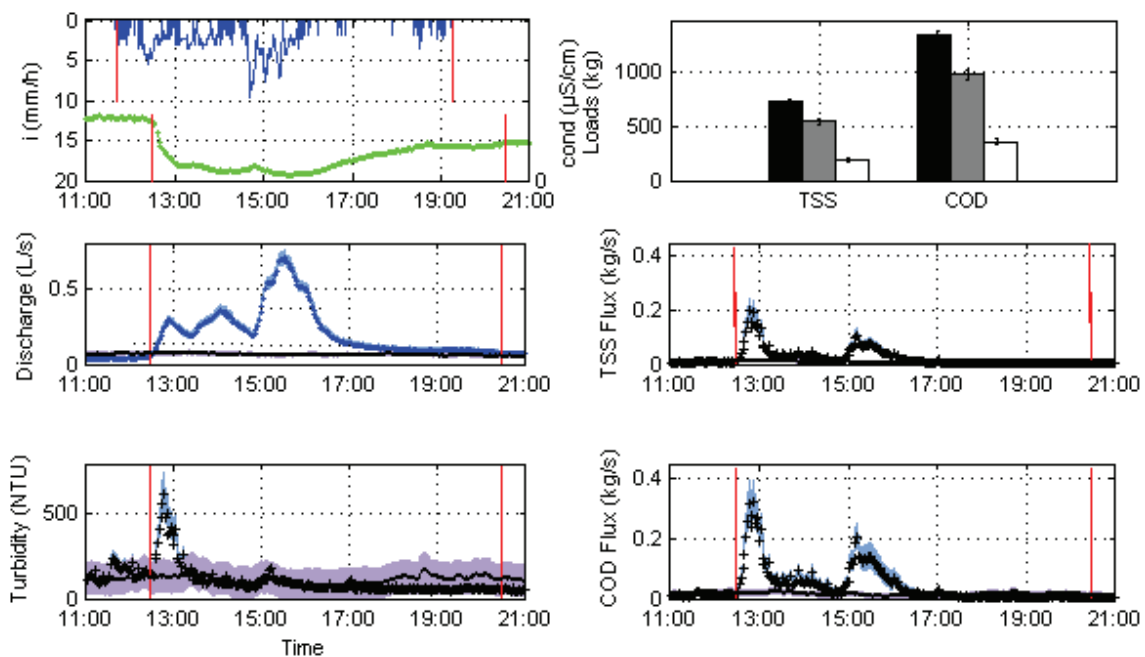 0
5
10
15
20
i (mm/h)
11:00 13:00 15:00 17:00 19:00 21:00
0
cond (µS/cm)
Loads (kg)
1000
500
0
TSS COD
Discharge (L/s)
0.5
0
11:00 13:00 15:00 17:00 19:00 21:00
TSS Flux (kg/s)
0.4
0.2
0
11:00 13:00 15:00 17:00 19:00 21:00
Turbidity (NTU)
500
0
11:00 13:00 15:00 17:00 19:00 21:00
Time
COD Flux (kg/s)
0.4
0.2
0
11:00 13:00 15:00 17:00 19:00 21:00